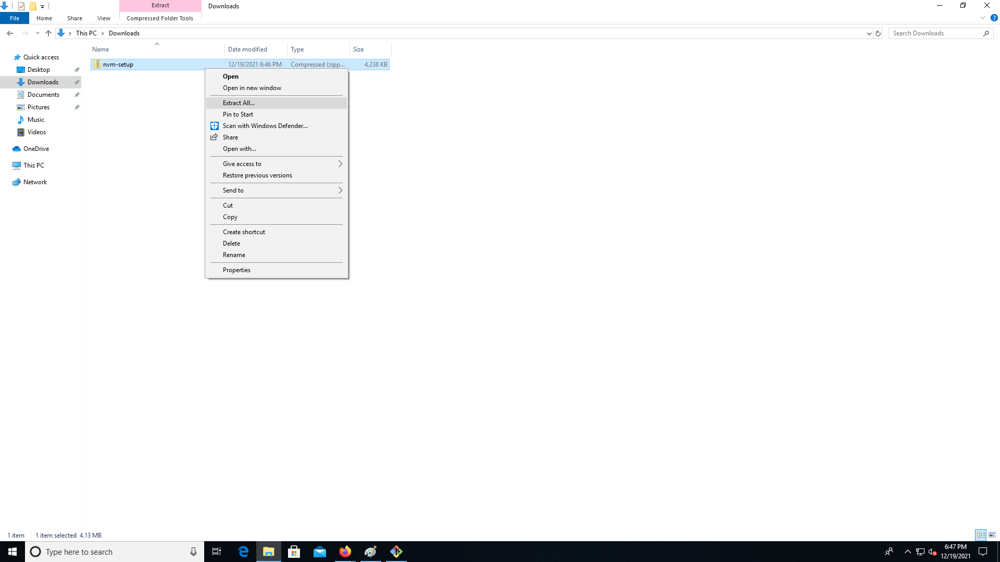 Extract
Downloads
File
Home
Share
View
Compressed Folder Tools
This PC
Downloads
Search Downloads
Name
Date modified
Type
Size
Quick access
nvm-setup
12/19/2021 6:46 PM
Compressed (zipp...
4,238 KB
Desktop
Downloads
Documents
Pictures
Music
Videos
OneDrive
This PC
Network
Open
Open in new window
Extract All...
Pin to Start
Scan with Windows Defender...
Share
Open with...
Give access to
Restore previous versions
Send to
Cut
Copy
Create shortcut
Delete
Rename
Properties
1 item
1 item selected 4.13 MB
Type here to search
6:47 PM
12/19/2021